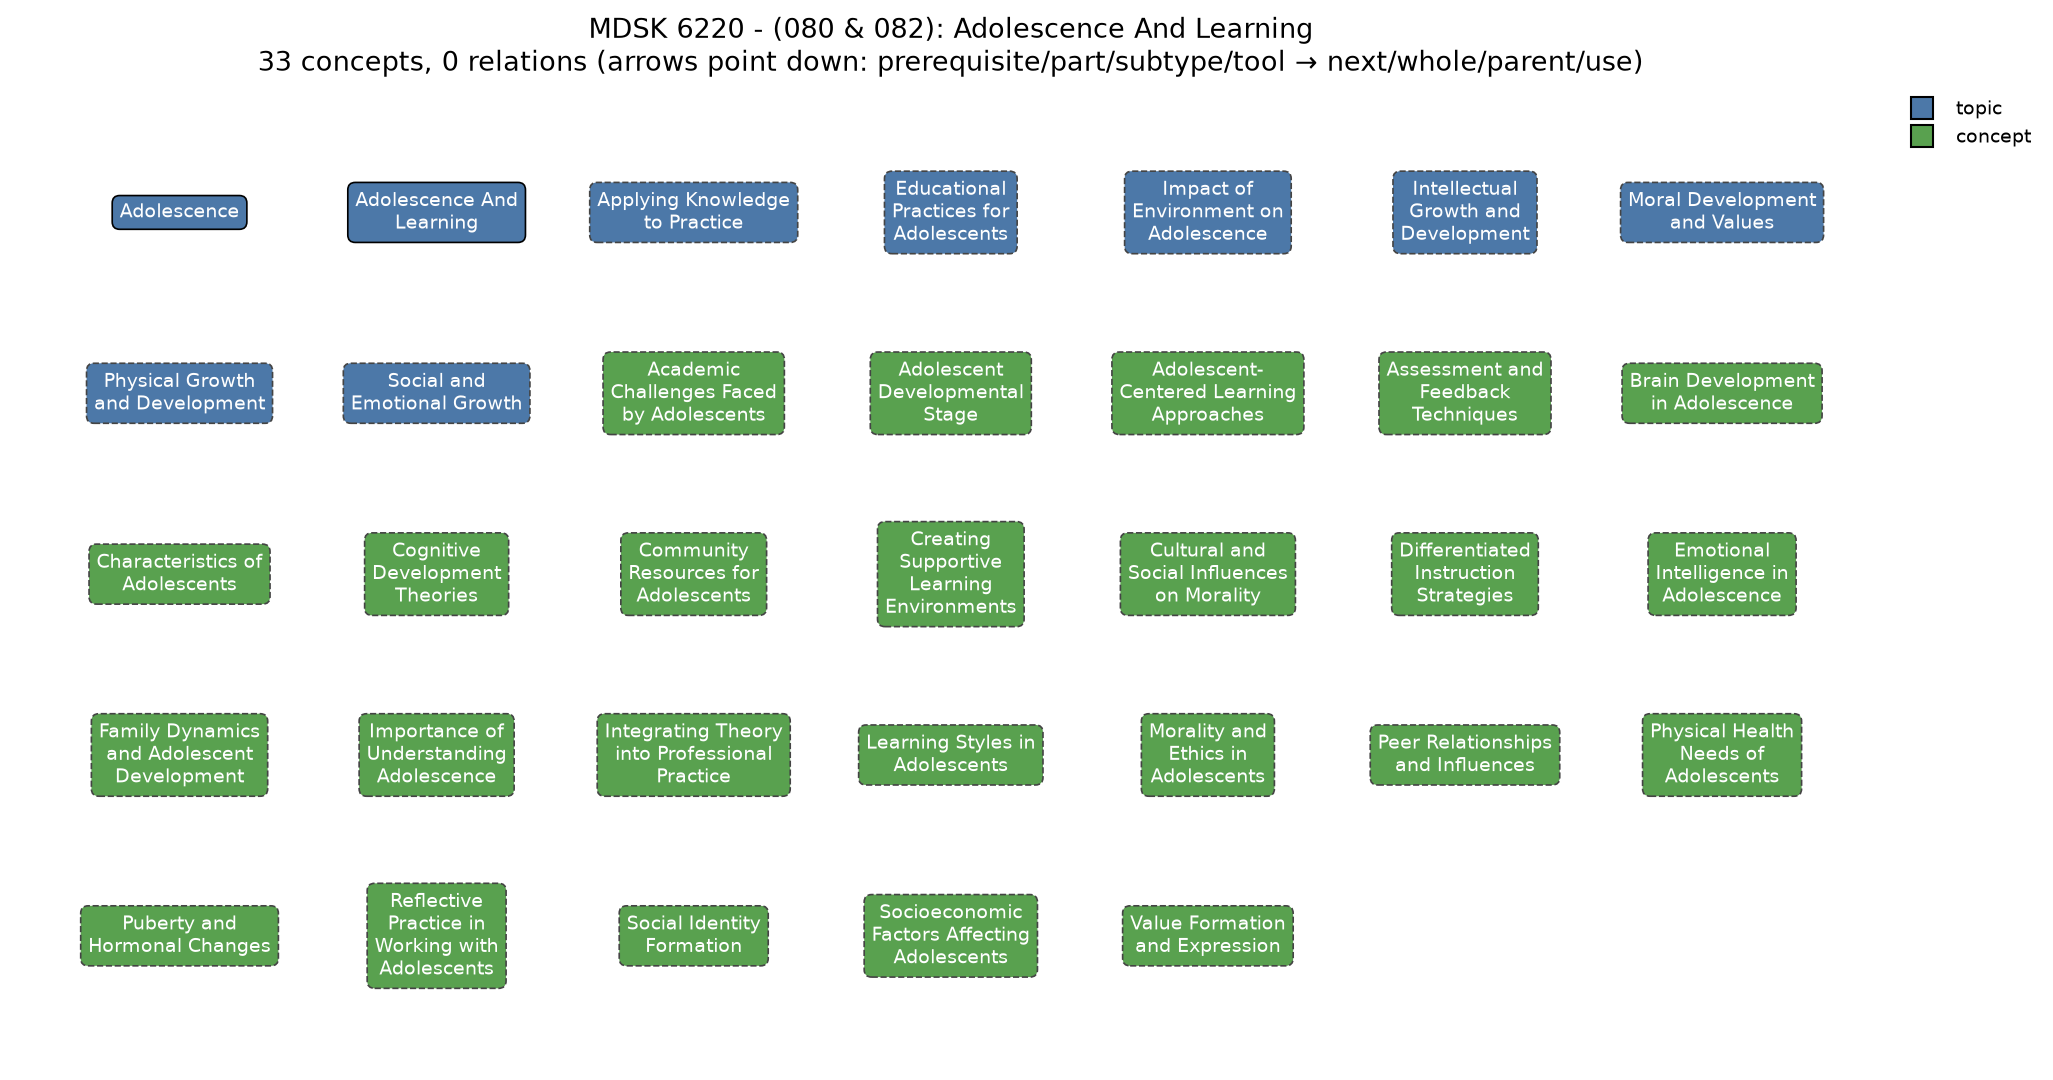 MDSK 6220 - (080 & 082): Adolescence And Learning
33 concepts, 0 relations (arrows point down: prerequisite/part/subtype/tool → next/whole/parent/use)
topic
concept
Adolescence
Adolescence And
Learning
Applying Knowledge
to Practice
Educational
Practices for
Adolescents
Impact of
Environment on
Adolescence
Intellectual
Growth and
Development
Moral Development
and Values
Physical Growth
and Development
Social and
Emotional Growth
Academic
Challenges Faced
by Adolescents
Adolescent
Developmental
Stage
Adolescent-
Centered Learning
Approaches
Assessment and
Feedback
Techniques
Brain Development
in Adolescence
Characteristics of
Adolescents
Cognitive
Development
Theories
Community
Resources for
Adolescents
Creating
Supportive
Learning
Environments
Cultural and
Social Influences
on Morality
Differentiated
Instruction
Strategies
Emotional
Intelligence in
Adolescence
Family Dynamics
and Adolescent
Development
Importance of
Understanding
Adolescence
Integrating Theory
into Professional
Practice
Learning Styles in
Adolescents
Morality and
Ethics in
Adolescents
Peer Relationships
and Influences
Physical Health
Needs of
Adolescents
Puberty and
Hormonal Changes
Reflective
Practice in
Working with
Adolescents
Social Identity
Formation
Socioeconomic
Factors Affecting
Adolescents
Value Formation
and Expression